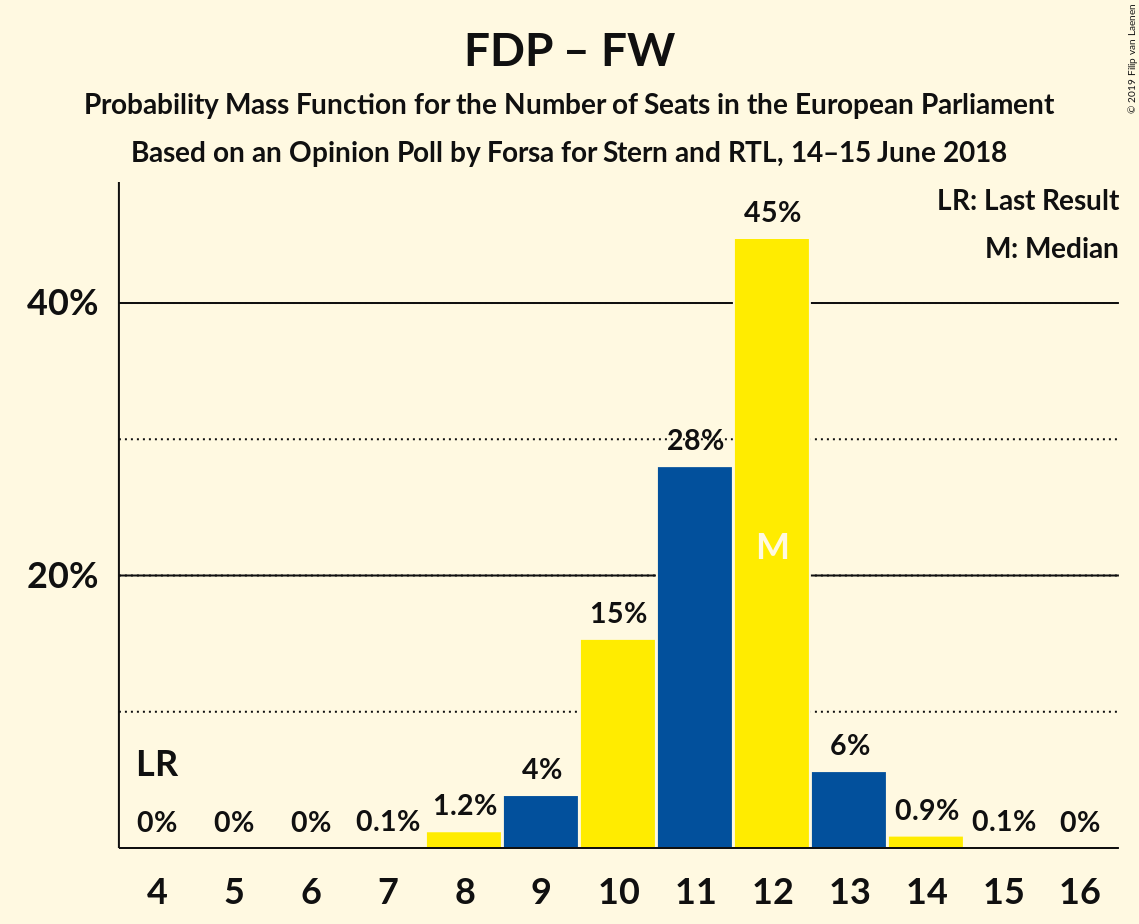 FDP – FW
Probability Mass Function for the Number of Seats in the European Parliament
Based on an Opinion Poll by Forsa for Stern and RTL, 14–15 June 2018
© 2019 Filip van Laenen
LR: Last Result
M: Median
45%
40%
28%
M
20%
15%
LR
6%
4%
1.2%
0.9%
0% 0% 0% 0.1% 0.1% 0%
4 5 6 7 8 9 10 11 12 13 14 15 16